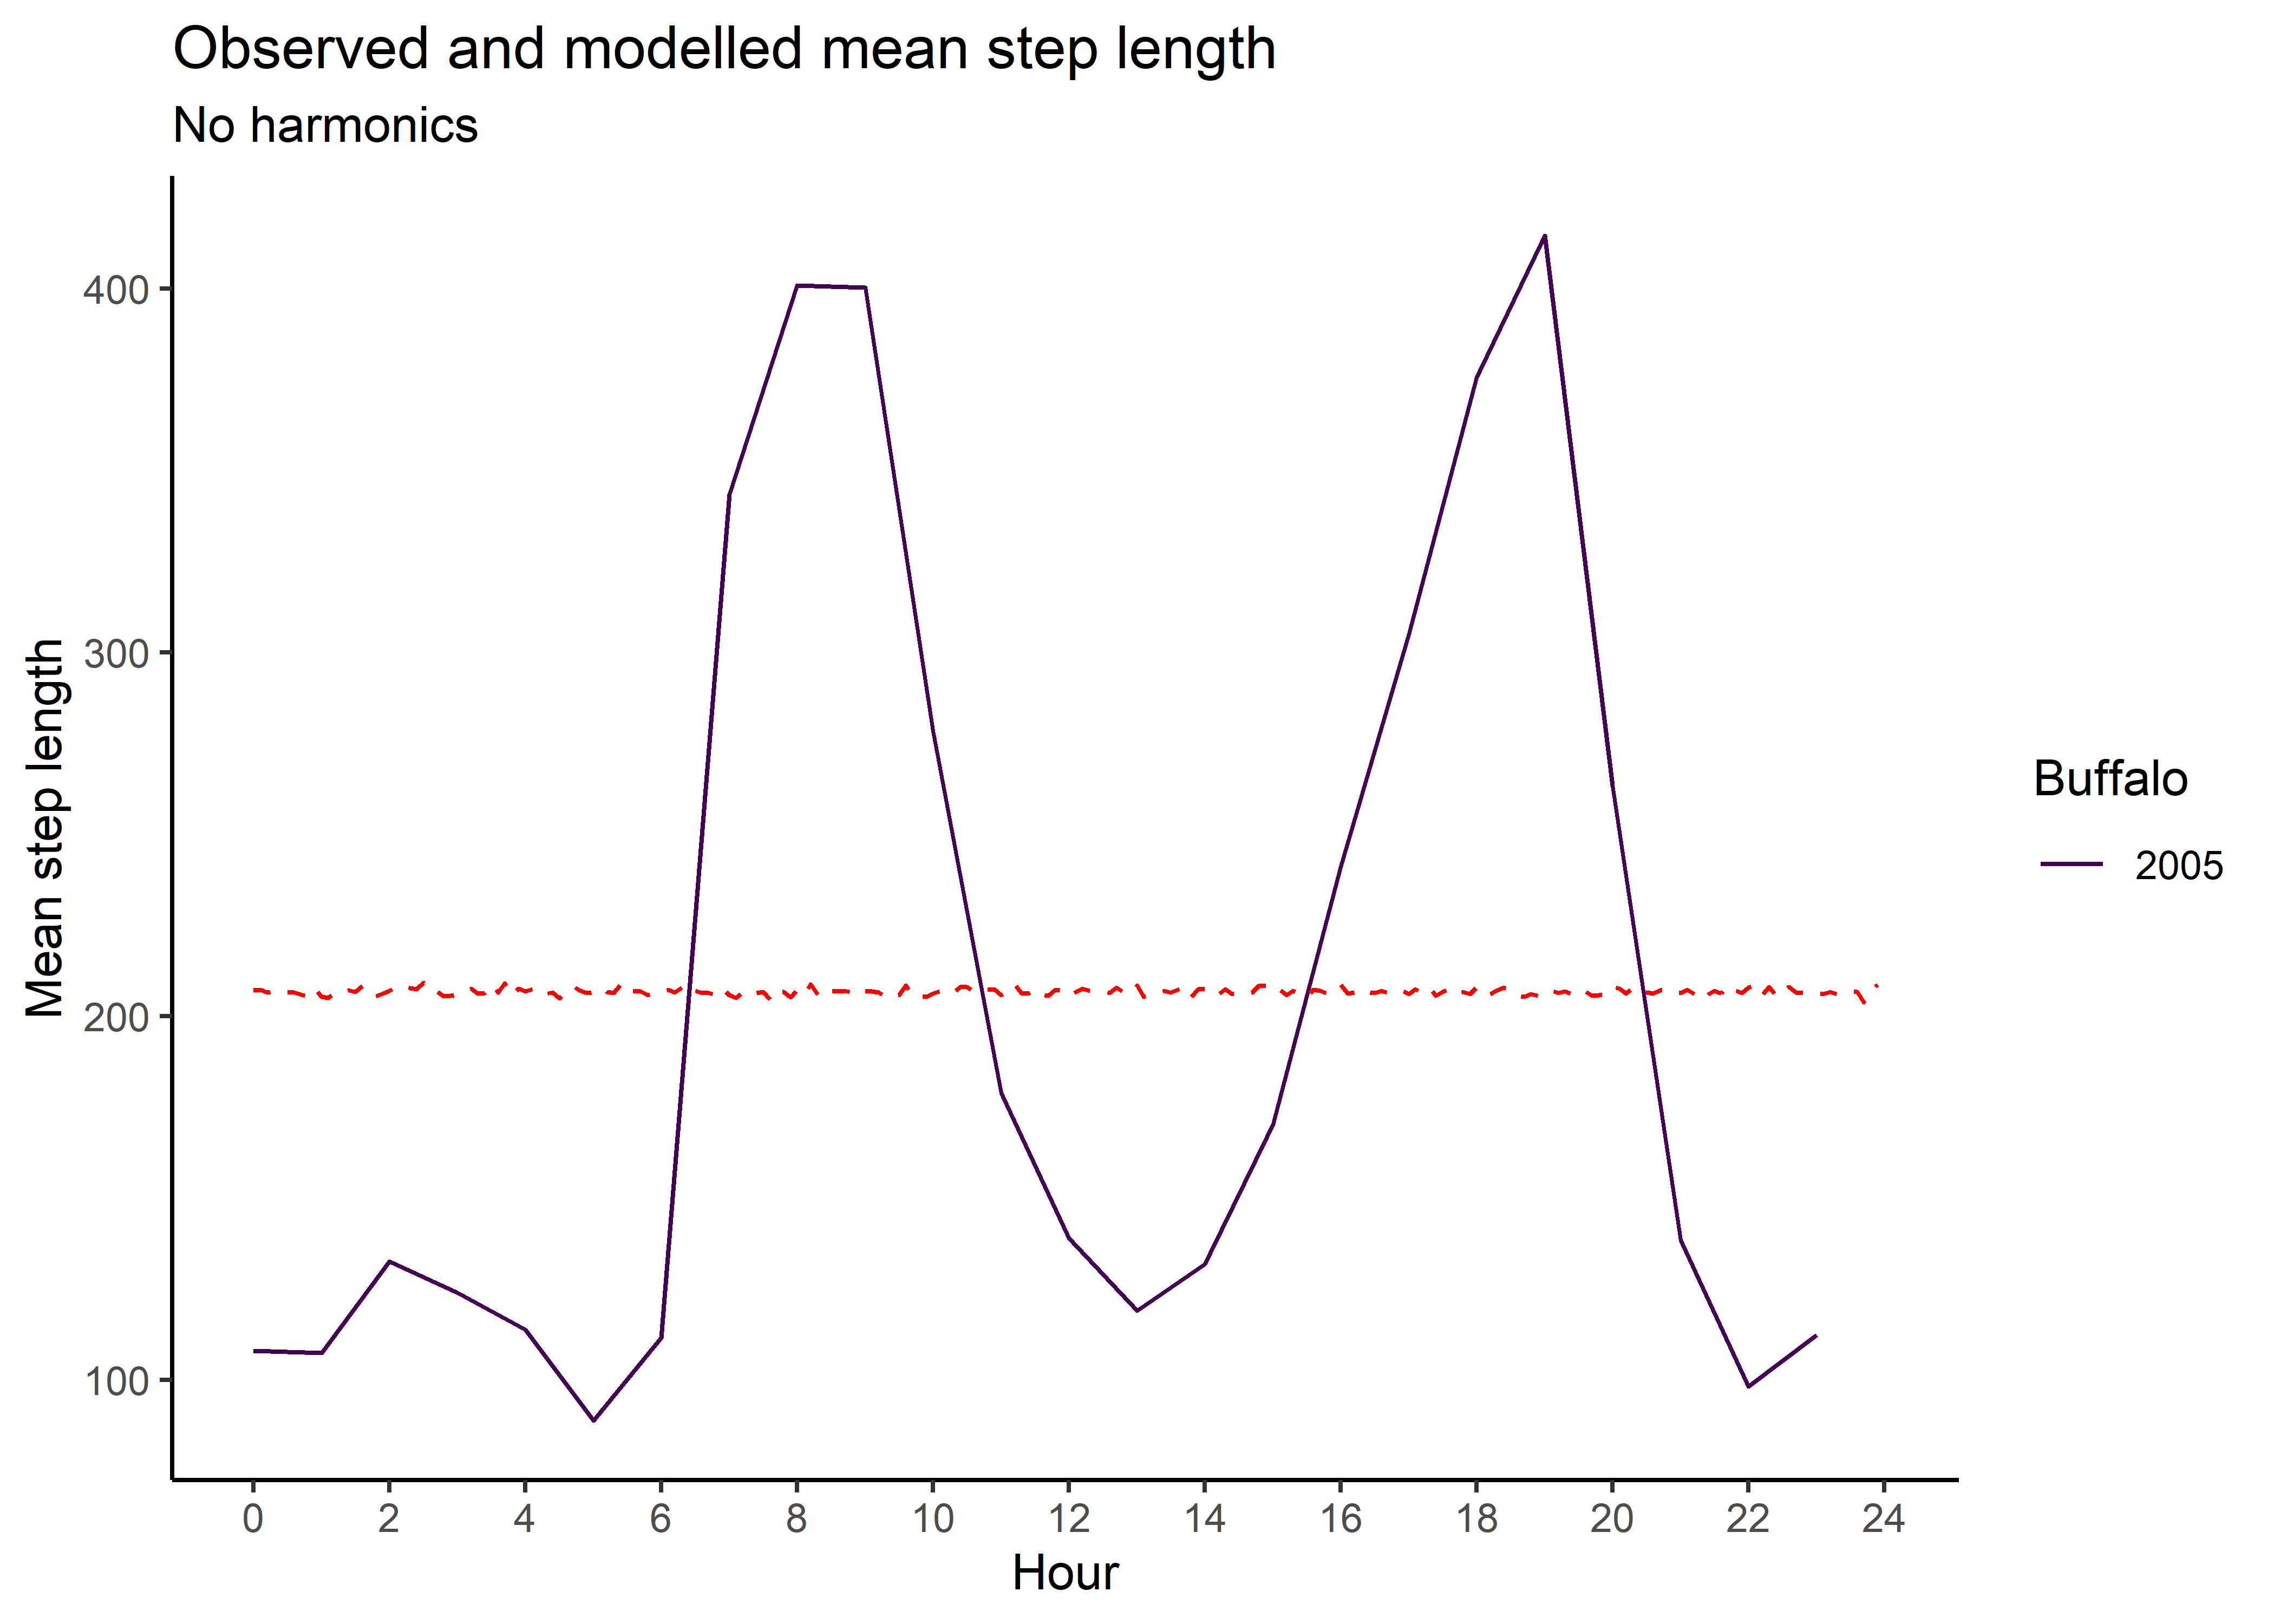 Observed and modelled mean step length
No harmonics
Mean step length
400
300
200
100
0 2 4 6 8 10 12 14 16 18 20 22 24
Hour
Buffalo
2005